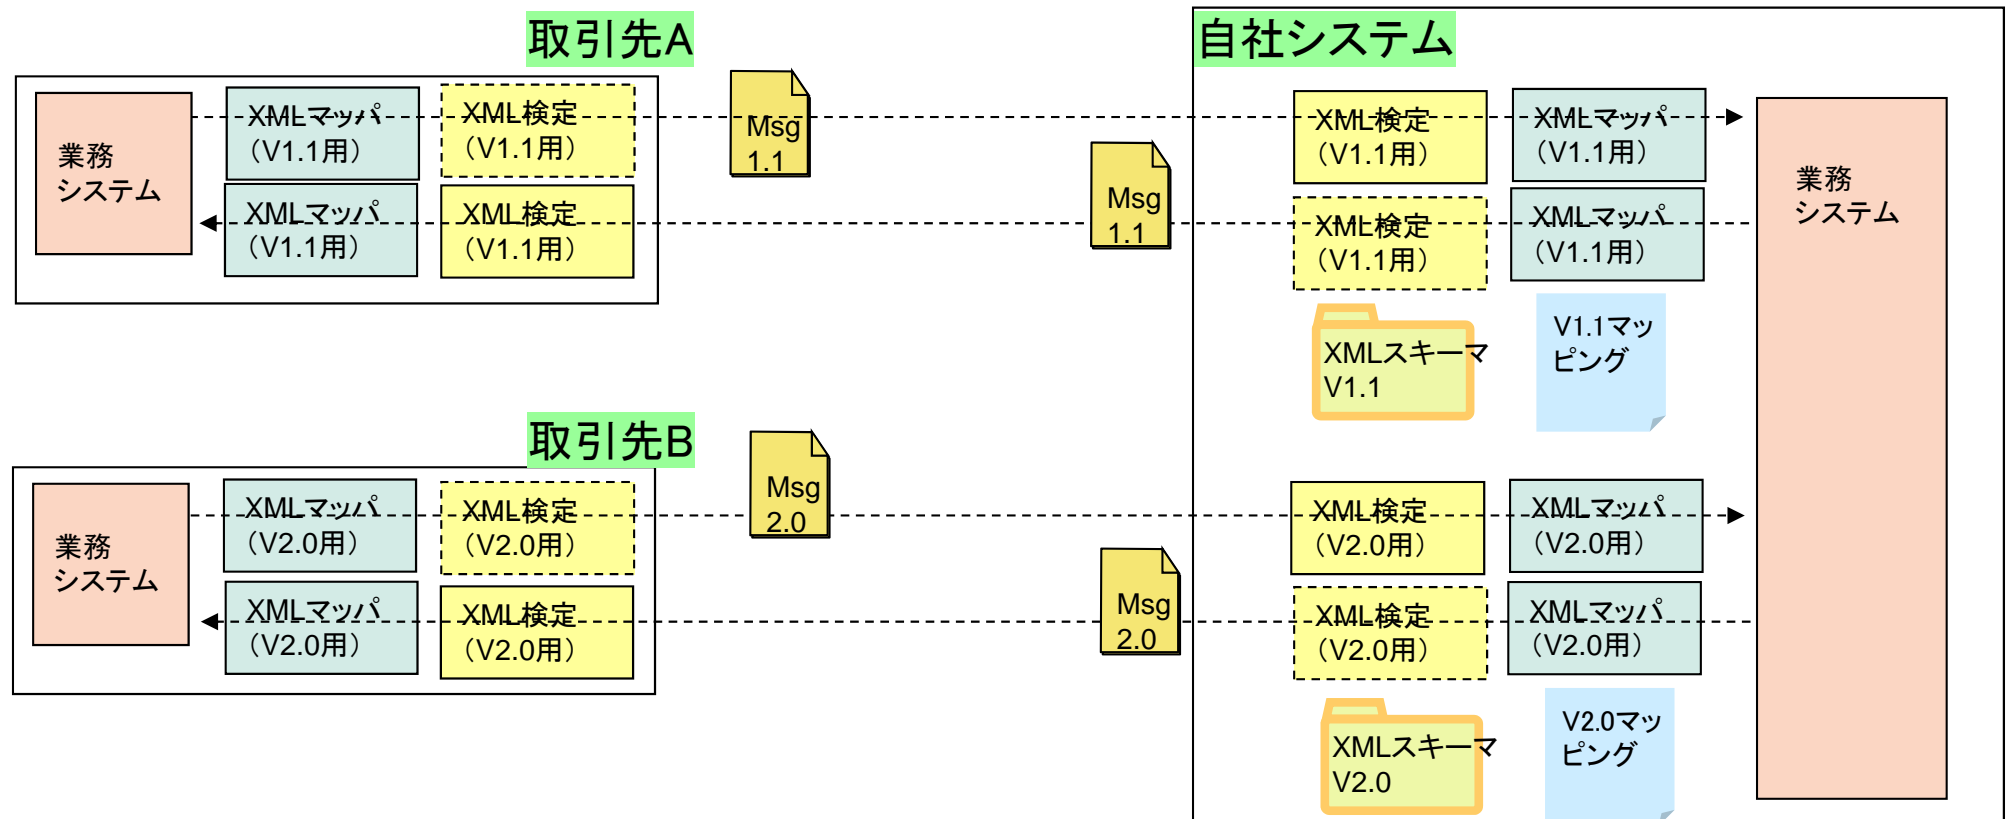 取引先A
業務
システム
XMLマッパ
（V1.1用）
XML検定
（V1.1用）
XMLマッパ
（V1.1用）
XML検定
（V1.1用）
Msg
1.1
Msg
1.1
自社システム
XML検定
（V1.1用）
XMLマッパ
（V1.1用）
XML検定
（V1.1用）
XMLマッパ
（V1.1用）
XMLスキーマ
V1.1
V1.1マッ
ピング
業務
システム
取引先B
業務
システム
XMLマッパ
（V2.0用）
XML検定
（V2.0用）
XMLマッパ
（V2.0用）
XML検定
（V2.0用）
Msg
2.0
Msg
2.0
XML検定
（V2.0用）
XMLマッパ
（V2.0用）
XML検定
（V2.0用）
XMLマッパ
（V2.0用）
XMLスキーマ
V2.0
V2.0マッ
ピング